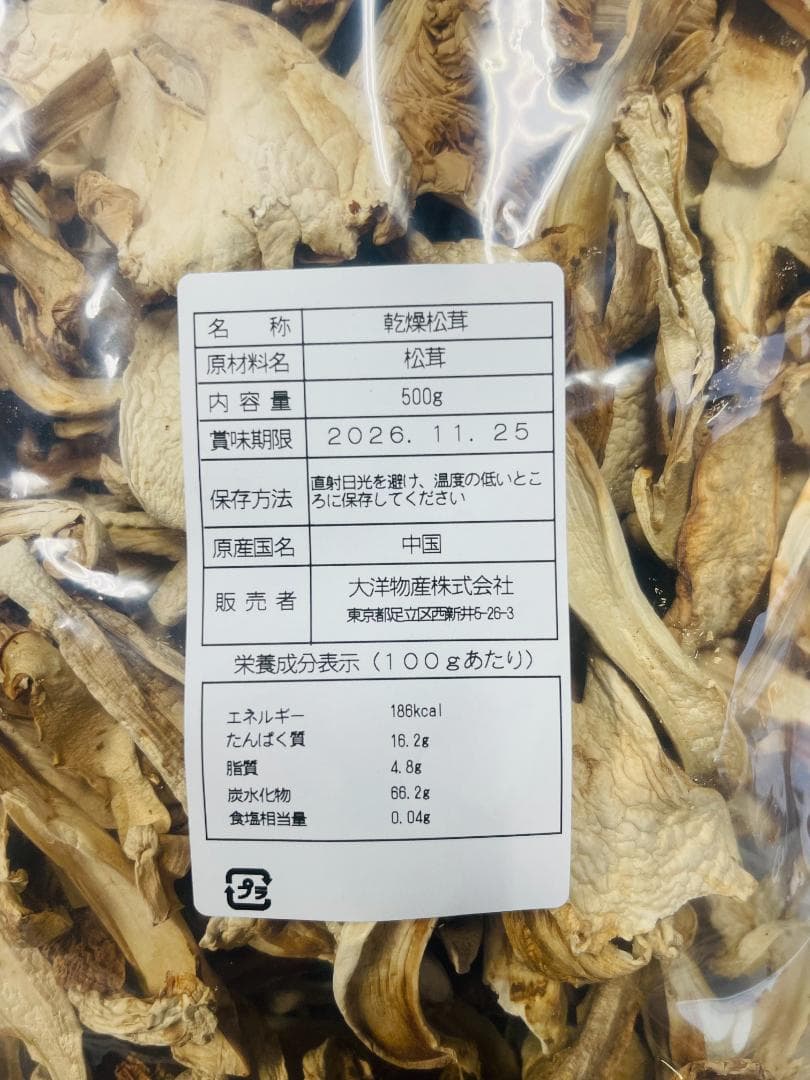 名称 乾燥松茸
原材料名 松茸
内容量 500g
賞味期限 2026.11.25
保存方法 直射日光を避け、温度の低いとこ
ろに保存してください
原産国名 中国
販売者 大洋物産株式会社
東京都足立区西新井5-26-3
栄養成分表示(100gあたり)
エネルギー 186kcal
たんぱく質 16.2g
脂質 4.8g
炭水化物 66.2g
食塩相当量 0.04g
プラ